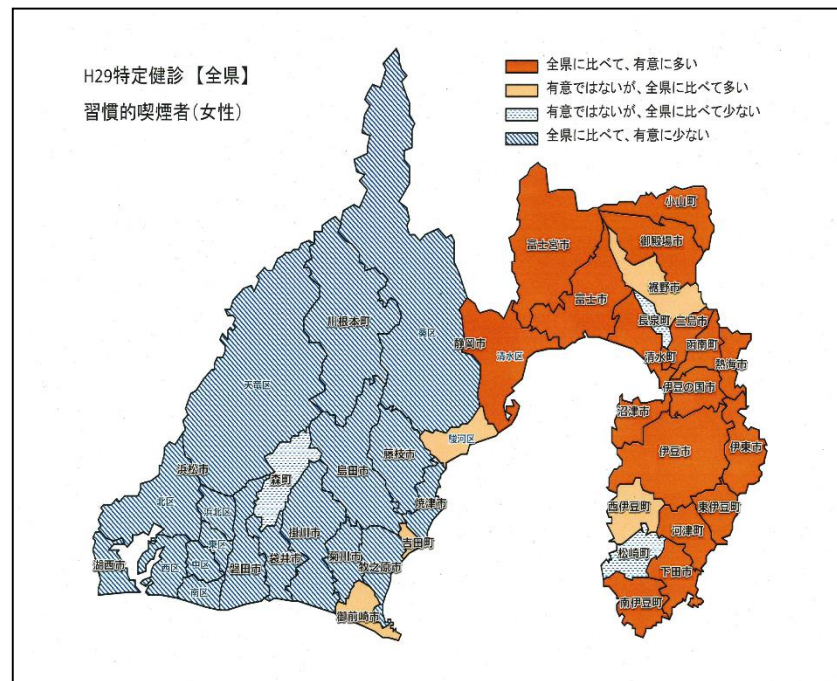 H29特定健診【全県】
習慣的喫煙者(女性)
全県に比べて、有意に多い
有意ではないが、全県に比べて多い
有意ではないが、全県に比べて少ない
全県に比べて、有意に少ない
小山町
御殿場市
富士宮市
裾野市
富士市
長泉町
三島市
川根本町
葵区
静岡市
清水区
清水町
函南町
熱海市
伊豆の国市
天竜区
沼津市
駿河区
藤枝市
伊豆市
伊東市
浜松市
島田市
森町
焼津市
西伊豆町
東伊豆町
北区
浜北区
掛川市
吉田町
河津町
東区
松崎町
湖西市
西区
中区
磐田市
袋井市
菊川市
牧之原市
下田市
南区
御前崎市
南伊豆町